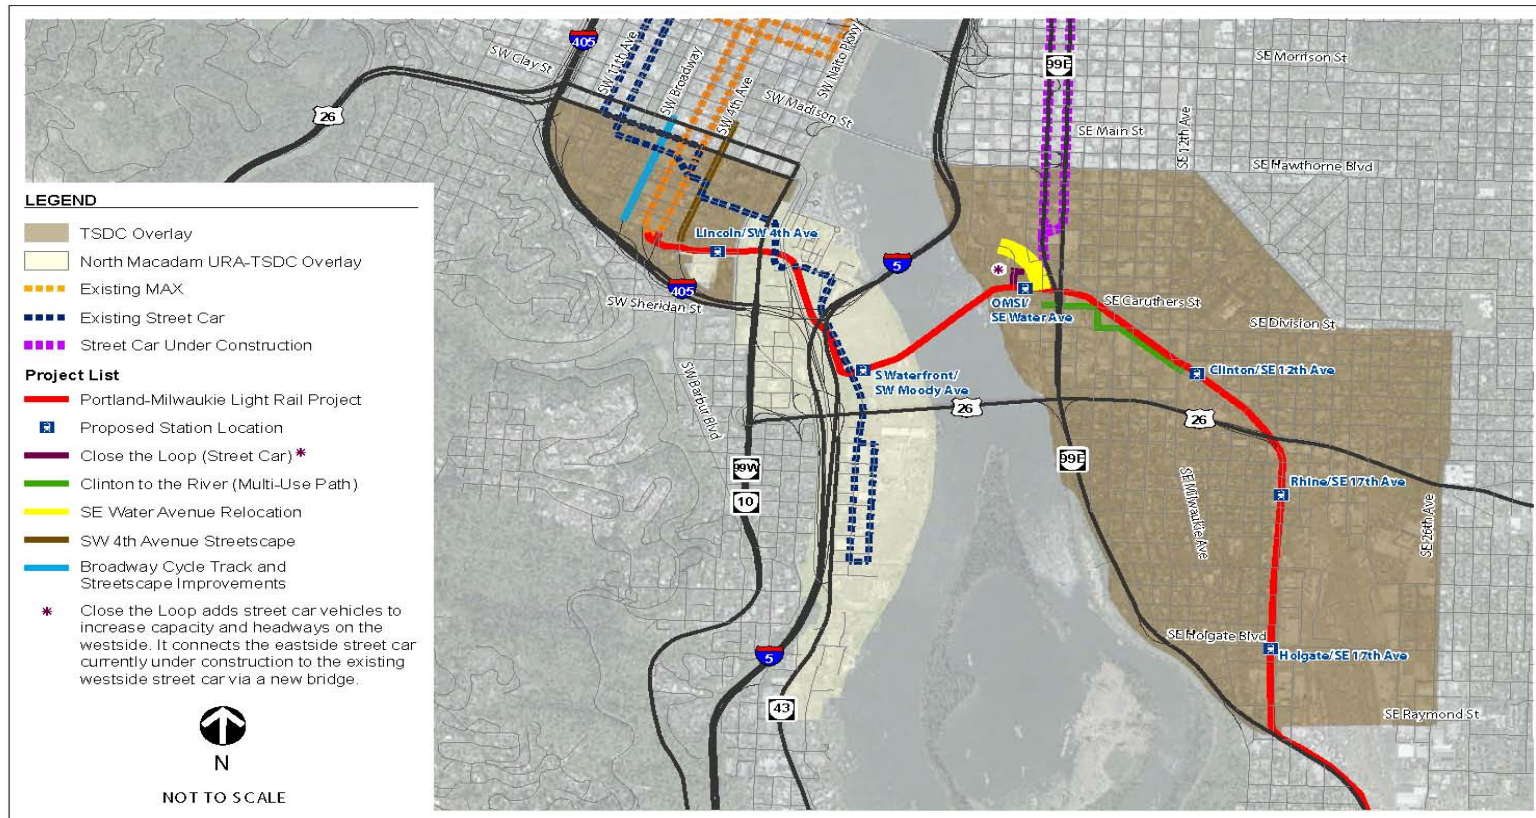 405
SW Clay St
SW 11th Ave
SW Broadway
SW 4th Ave
SW Naito Pkwy
SW Madison St
99E
SE Morrison St
SE Main St
SE 12th Ave
SE Hawthorne Blvd
26
LEGEND
TSDC Overlay
North Macadam URA-TSDC Overlay
Existing MAX
Existing Street Car
Street Car Under Construction
Project List
Portland-Milwaukie Light Rail Project
Proposed Station Location
Close the Loop (Street Car) *
Clinton to the River (Multi-Use Path)
SE Water Avenue Relocation
SW 4th Avenue Streetscape
Broadway Cycle Track and
Streetscape Improvements
* Close the Loop adds street car vehicles to
increase capacity and headways on the
westside. It connects the eastside street car
currently under construction to the existing
westside street car via a new bridge.
N
NOT TO SCALE
Lincoln/SW 4th Ave
5
405
SW Sheridan St
*
OMSI/
SE Water Ave
SE Caruthers St
SE Division St
SW Barbur Blvd
S Waterfront/
SW Moody Ave
Clinton/SE 12th Ave
26
26
99W
10
99E
SE Milwaukie Ave
Rhine/SE 17th Ave
SE 26th Ave
SE Holgate Blvd
Holgate/SE 17th Ave
5
43
SE Raymond St